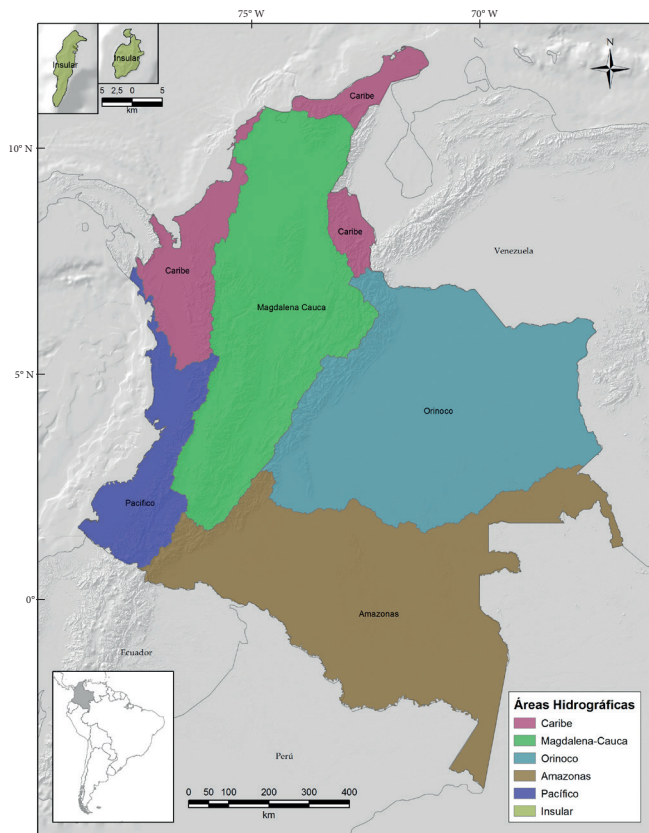 75° W
70° W
Insular
Insular
5 2,5 0 5
km
N
Caribe
10° N
D
Caribe
Venezuela
Caribe
Magdalena Cauca
5° N
Orinoco
Pacífico
0°
Amazonas
Ecuador
Perú
Áreas Hidrográficas
Caribe
Magdalena-Cauca
Orinoco
Amazonas
Pacífico
Insular
0 50 100 200 300 400
km